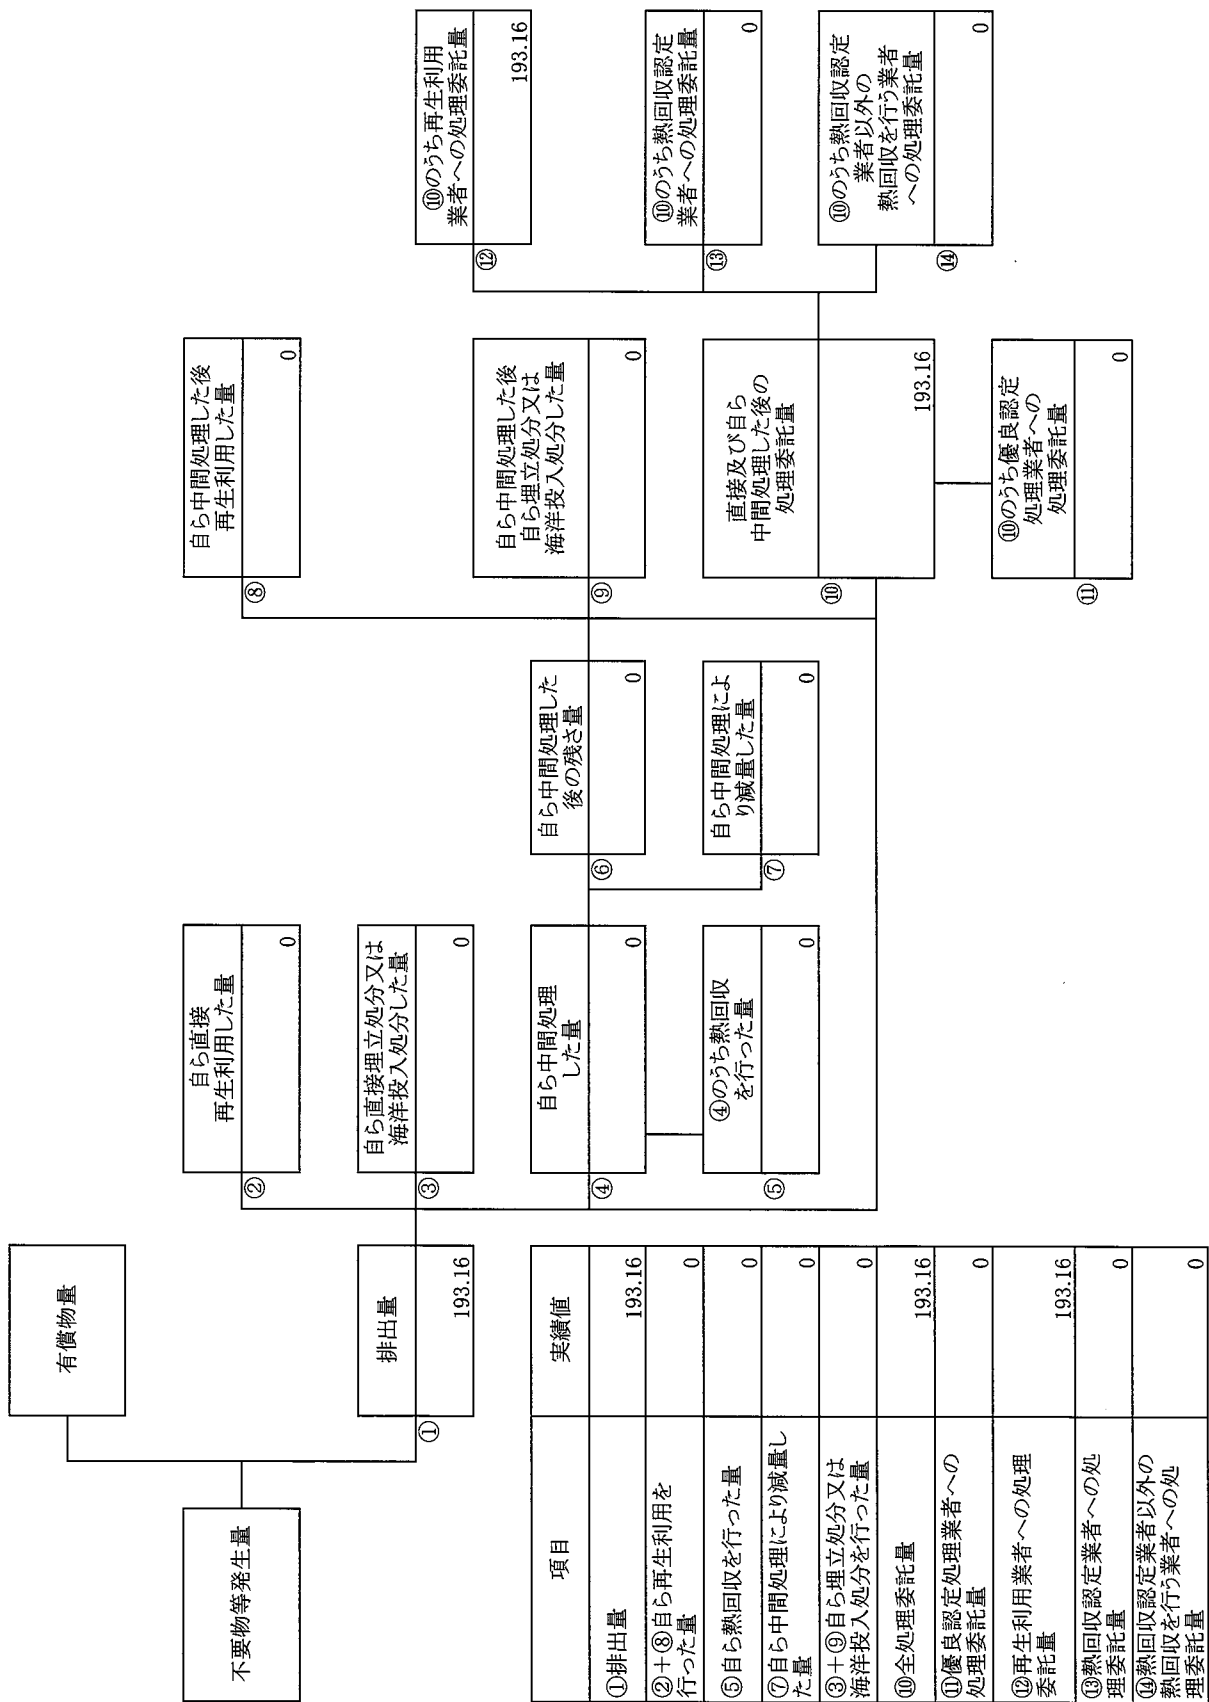 有償物量
不要物等発生量
排出量
①
193.16
自ら直接
再生利用した量
②
0
自ら直接埋立処分又は
海洋投入処分した量
③
0
自ら中間処理
した量
④
0
④のうち熱回収
を行った量
⑤
0
自ら中間処理した
後の残さ量
⑥
0
自ら中間処理によ
り減量した量
⑦
0
自ら中間処理した後
再生利用した量
⑧
0
自ら中間処理した後
自ら埋立処分又は
海洋投入処分した量
⑨
0
直接及び自ら
中間処理した後の
処理委託量
⑩
193.16
⑩のうち優良認定
処理業者への
処理委託量
⑪
0
⑩のうち再生利用
業者への処理委託量
⑫
193.16
⑩のうち熱回収認定
業者への処理委託量
⑬
0
⑩のうち熱回収認定
業者以外の
熱回収を行う業者
への処理委託量
⑭
0
項目 実績値
①排出量 193.16
②+⑧自ら再生利用を
行った量 0
⑤自ら熱回収を行った量 0
⑦自ら中間処理により減量し
た量 0
③+⑨自ら埋立処分又は
海洋投入処分を行った量 0
⑩全処理委託量 193.16
⑪優良認定処理業者への
処理委託量 0
⑫再生利用業者への処理
委託量 193.16
⑬熱回収認定業者への処
理委託量 0
⑭熱回収認定業者以外の
熱回収を行う業者への処
理委託量 0